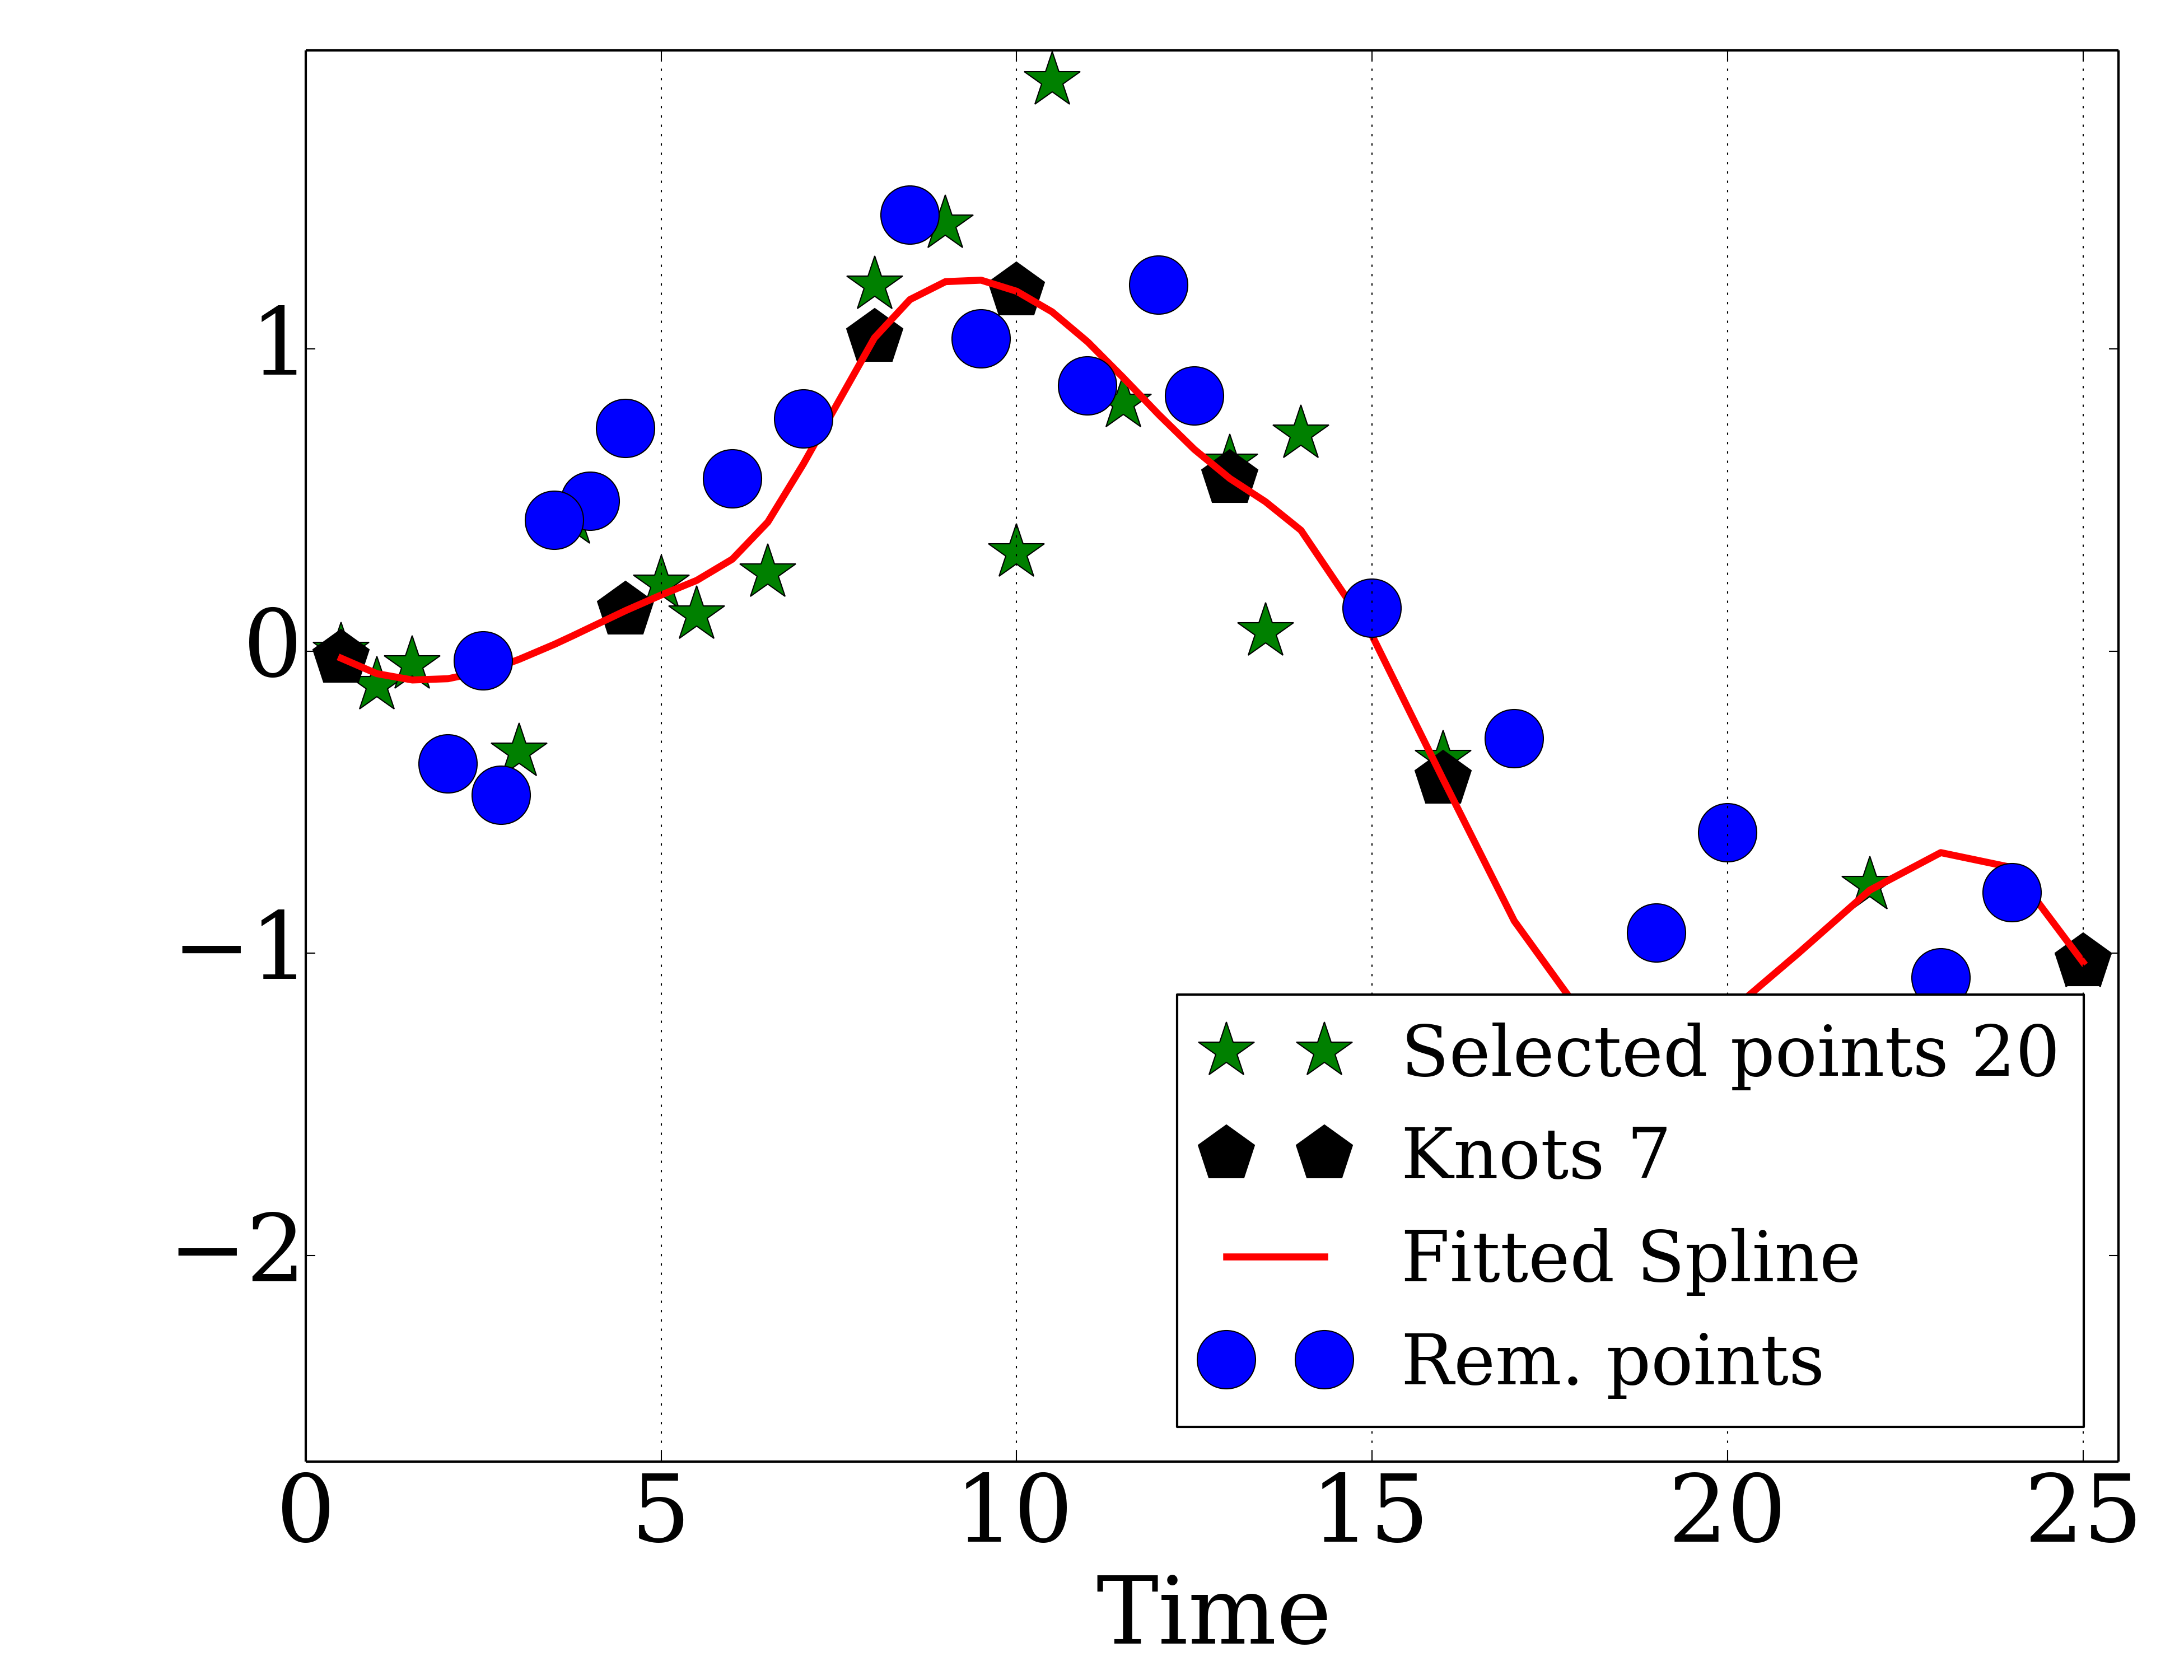 1
0
−1
−2
0 5 10 15 20 25
Time
Selected points 20
Knots 7
Fitted Spline
Rem. points